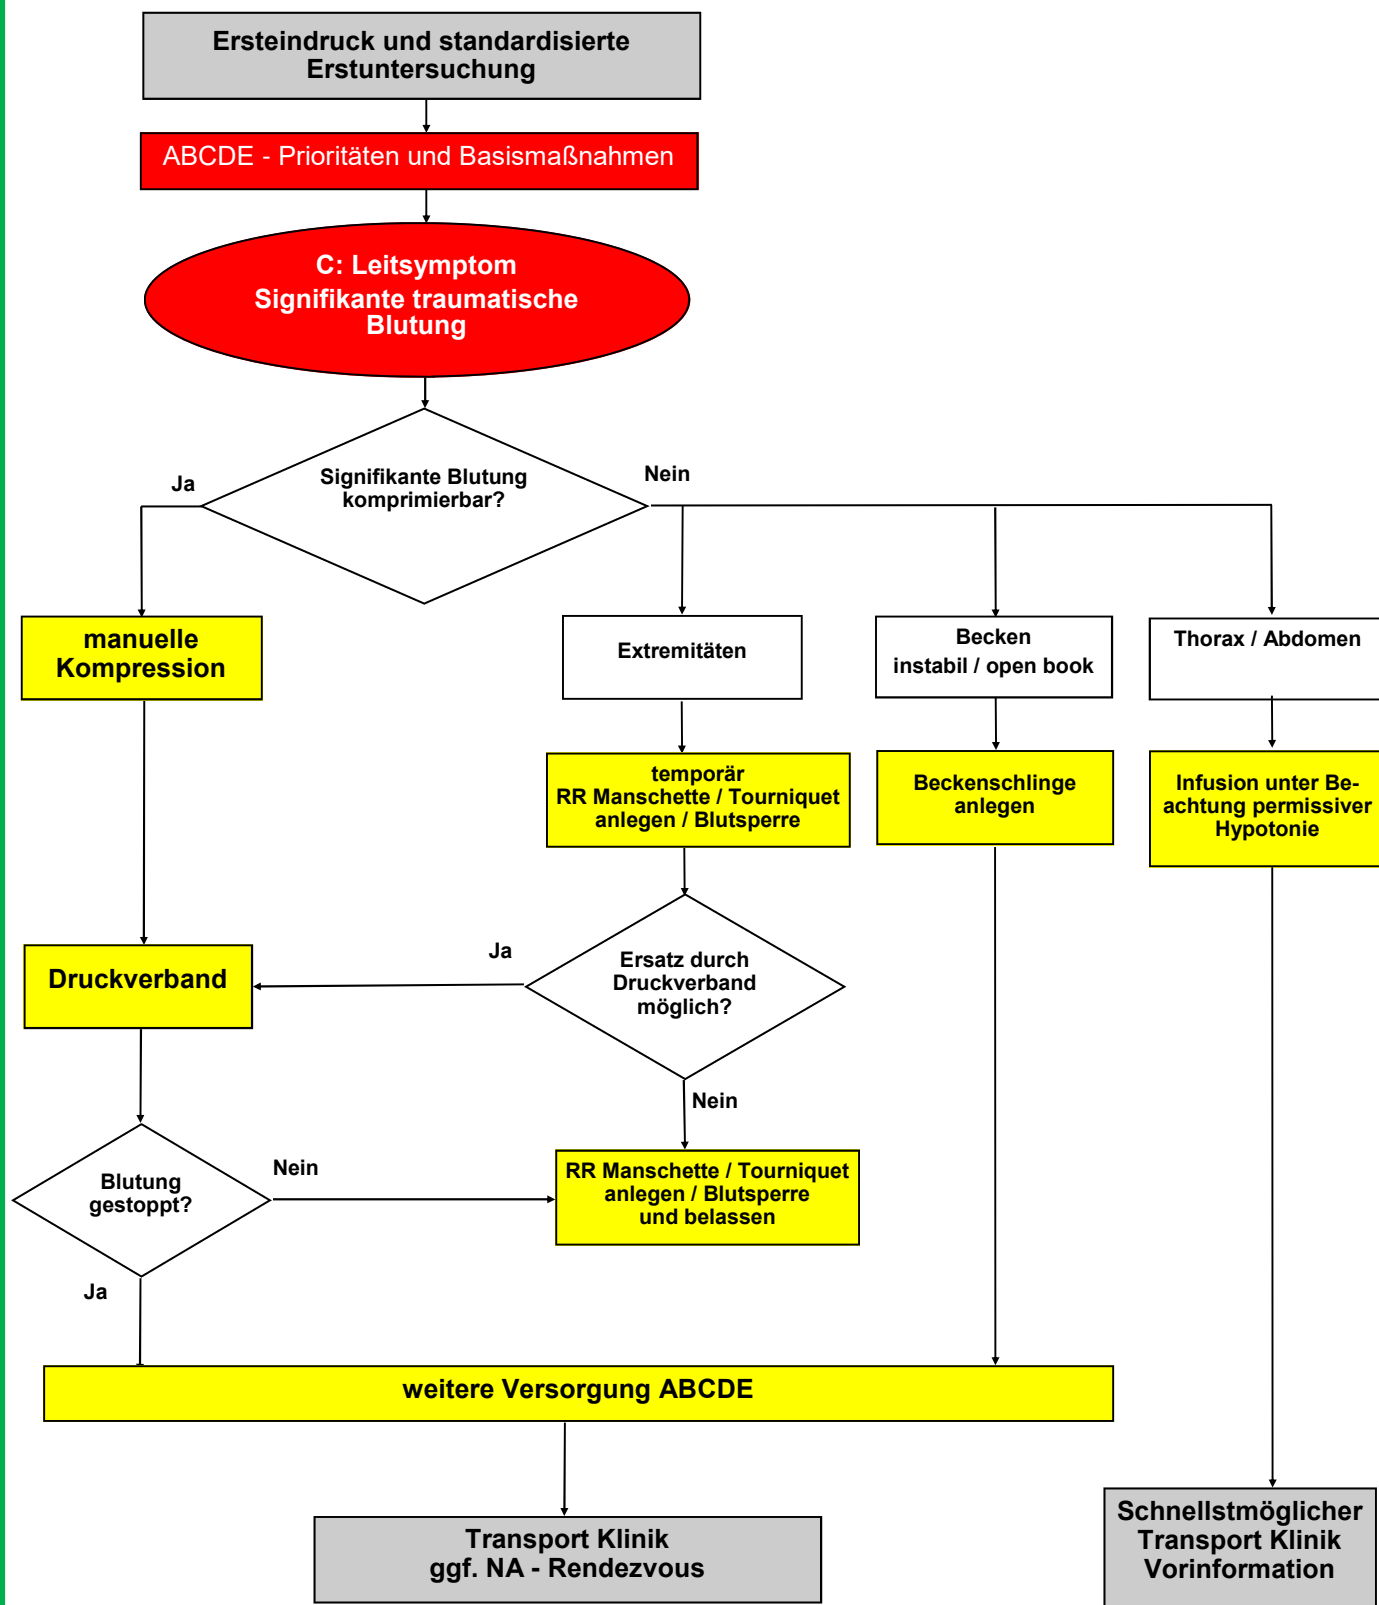 Ersteindruck und standardisierte
Erstuntersuchung
ABCDE - Prioritäten und Basismaßnahmen
C: Leitsymptom
Signifikante traumatische
Blutung
Signifikante Blutung
komprimierbar?
Ja
Nein
manuelle
Kompression
Extremitäten
Becken
instabil / open book
Thorax / Abdomen
temporär
RR Manschette / Tourniquet
anlegen / Blutsperre
Beckenschlinge
anlegen
Infusion unter Be-
achtung permissiver
Hypotonie
Druckverband
Ja
Ersatz durch
Druckverband
möglich?
Nein
Blutung
gestoppt?
Nein
RR Manschette / Tourniquet
anlegen / Blutsperre
und belassen
Ja
weitere Versorgung ABCDE
Transport Klinik
ggf. NA - Rendezvous
Schnellstmöglicher
Transport Klinik
Vorinformation